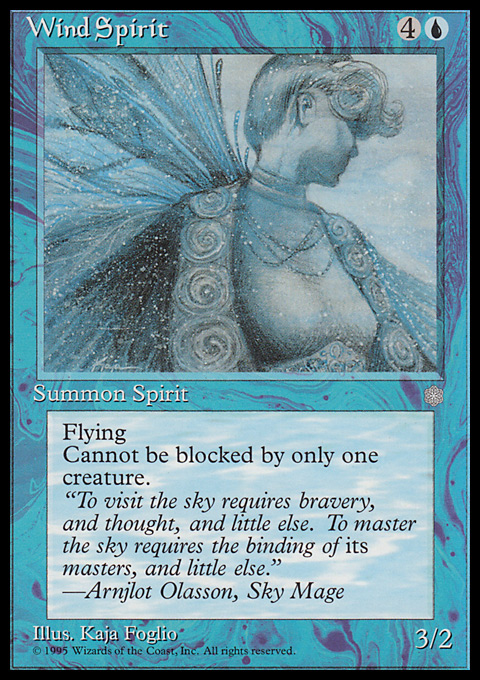 Wind Spirit 4
Summon Spirit
Flying
Cannot be blocked by only one
creature.
“To visit the sky requires bravery,
and thought, and little else. To master
the sky requires the binding of its
masters, and little else.”
—Arnjlot Olasson, Sky Mage
Illus. Kaja Foglio
3/2
© 1995 Wizards of the Coast, Inc. All rights reserved.